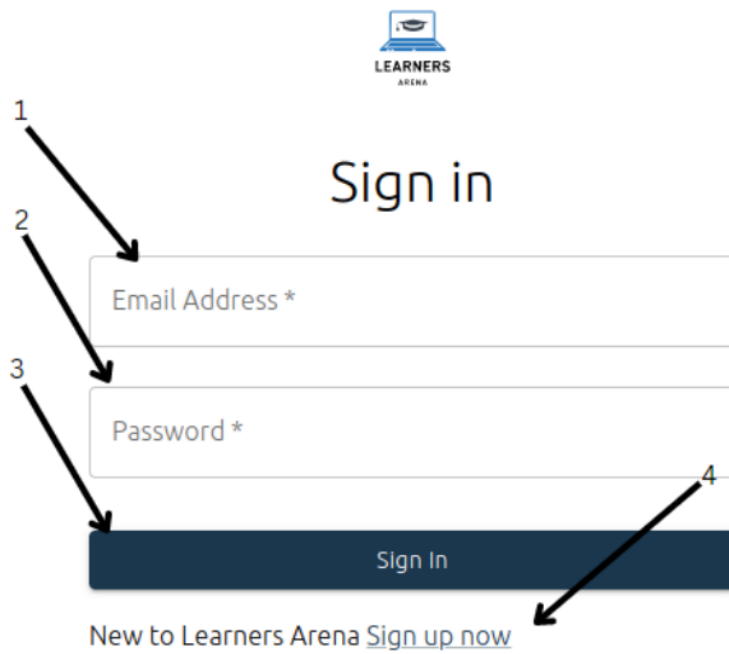 LEARNERS
ARENA
1
Sign in
2
Email Address *
3
Password *
4
Sign In
New to Learners Arena Sign up now